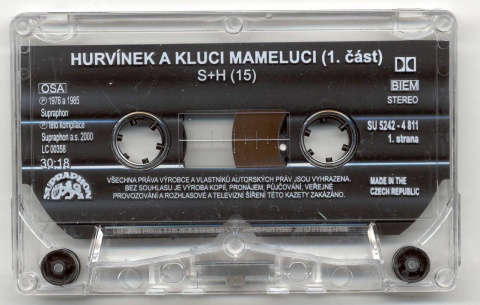 HURVÍNEK A KLUCI MAMELUCI (1. část)
S+H (15)
OSA
BIEM
STEREO
℗ 1976 a 1985
Supraphon
℗ této kompilace
Supraphon a.s. 2000
LC 00358
30:18
SU 5242 - 4 811
1. strana
SUPRAPHON
VŠECHNA PRÁVA VÝROBCE A VLASTNÍKŮ AUTORSKÝCH PRÁV JSOU VYHRAZENA.
BEZ SOUHLASU JE VÝROBA KOPIÍ, PRONÁJEM, PŮJČOVÁNÍ, VEŘEJNÉ
PROVOZOVÁNÍ A ROZHLASOVÉ A TELEVIZNÍ ŠÍŘENÍ TÉTO KAZETY ZAKÁZÁNO.
MADE IN THE
CZECH REPUBLIC